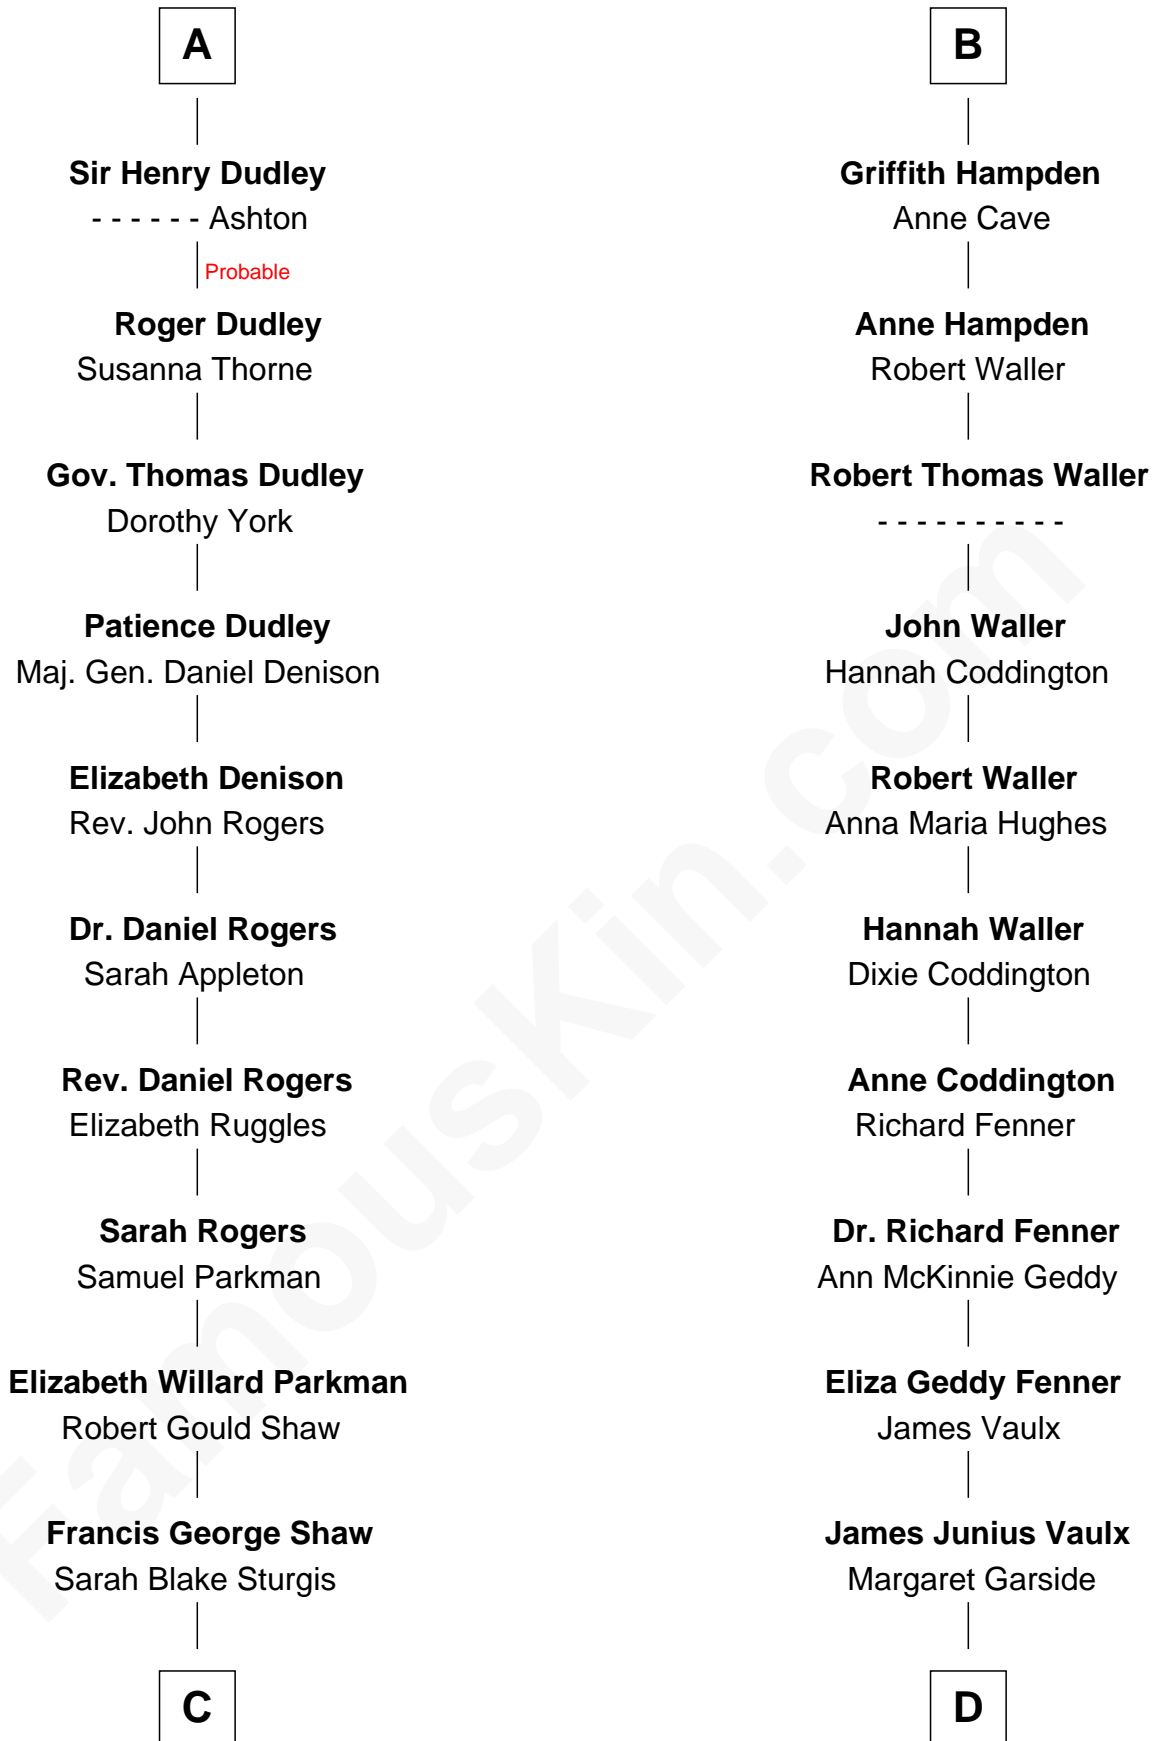 A
Sir Henry Dudley
- - - - - - Ashton
Probable
Roger Dudley
Susanna Thorne
Gov. Thomas Dudley
Dorothy York
Patience Dudley
Maj. Gen. Daniel Denison
Elizabeth Denison
Rev. John Rogers
Dr. Daniel Rogers
Sarah Appleton
Rev. Daniel Rogers
Elizabeth Ruggles
Sarah Rogers
Samuel Parkman
Elizabeth Willard Parkman
Robert Gould Shaw
Francis George Shaw
Sarah Blake Sturgis
C
B
Griffith Hampden
Anne Cave
Anne Hampden
Robert Waller
Robert Thomas Waller
- - - - - - - - - -
John Waller
Hannah Coddington
Robert Waller
Anna Maria Hughes
Hannah Waller
Dixie Coddington
Anne Coddington
Richard Fenner
Dr. Richard Fenner
Ann McKinnie Geddy
Eliza Geddy Fenner
James Vaulx
James Junius Vaulx
Margaret Garside
D
FamousKin.com